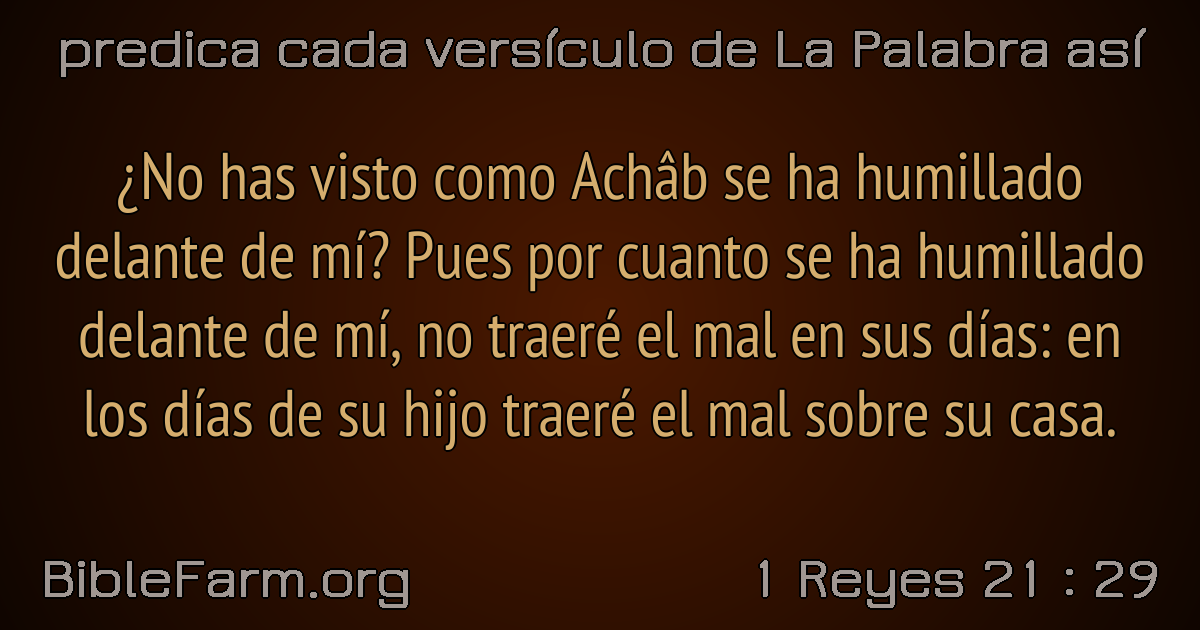 predica cada versículo de La Palabra así
¿No has visto como Achâb se ha humillado
delante de mí? Pues por cuanto se ha humillado
delante de mí, no traeré el mal en sus días: en
los días de su hijo traeré el mal sobre su casa.
BibleFarm.org
1 Reyes 21 : 29